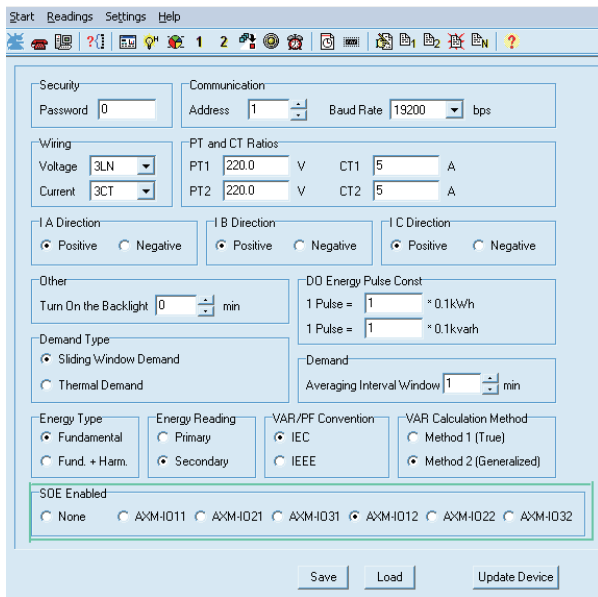 Start Readings Settings Help
?{} 1 2 1 2 N ?
Security Communication
Password 0 Address 1 Baud Rate 19200 bps
Wiring PT and CT Ratios
Voltage 3LN PT1 220.0 V CT1 5 A
Current 3CT PT2 220.0 V CT2 5 A
I A Direction I B Direction I C Direction
Positive Negative Positive Negative Positive Negative
Other DO Energy Pulse Const
Turn On the Backlight 0 min 1 Pulse = 1 * 0.1kWh
1 Pulse = 1 * 0.1kvarh
Demand Type
Sliding Window Demand Demand
Thermal Demand Averaging Interval Window 1 min
Energy Type Energy Reading VAR/PF Convention VAR Calculation Method
Fundamental Primary IEC Method 1 (True)
Fund. + Harm. Secondary IEEE Method 2 (Generalized)
SOE Enabled
None AXM-IO11 AXM-IO21 AXM-IO31 AXM-IO12 AXM-IO22 AXM-IO32
Save Load Update Device